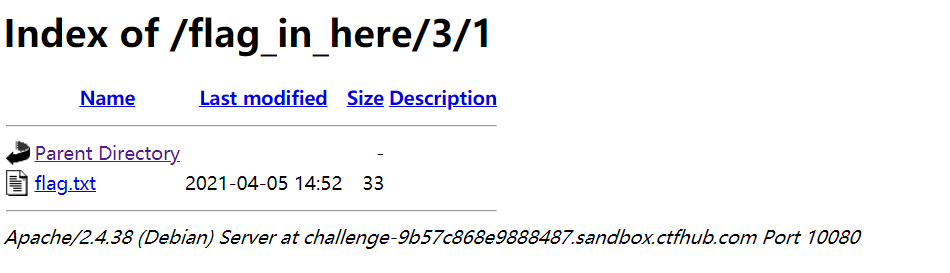 Index of /flag_in_here/3/1
Name Last modified Size Description
Parent Directory -
flag.txt 2021-04-05 14:52 33
Apache/2.4.38 (Debian) Server at challenge-9b57c868e9888487.sandbox.ctfhub.com Port 10080